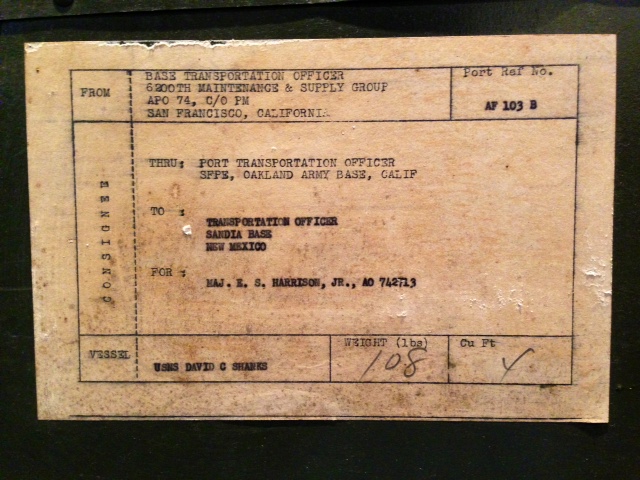 FROM
BASE TRANSPORTATION OFFICER
6200TH MAINTENANCE & SUPPLY GROUP
APO 74, C/O PM
SAN FRANCISCO, CALIFORNIA
Port Ref No.
AF 103 B
CONSIGNEE
THRU: PORT TRANSPORTATION OFFICER
SFPE, OAKLAND ARMY BASE, CALIF
TO :
TRANSPORTATION OFFICER
SANDIA BASE
NEW MEXICO
FOR :
MAJ. E. S. HARRISON, JR., AO 742713
VESSEL
USNS DAVID C SHANKS
WEIGHT (lbs)
108
Cu Ft
4